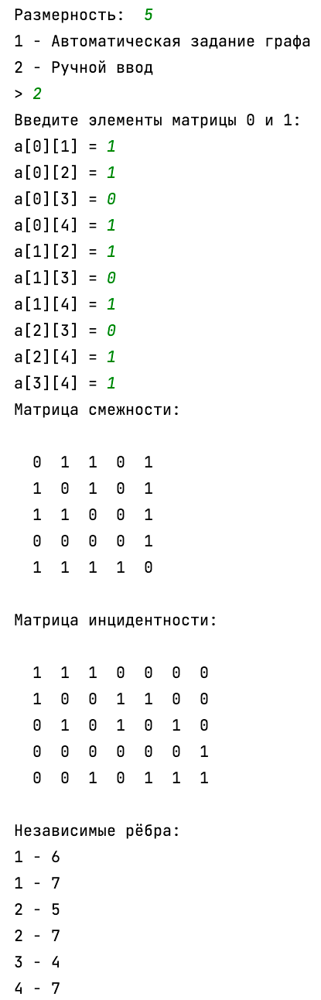 Размерность:  5
1 - Автоматическая задание графа
2 - Ручной ввод
> 2
Введите элементы матрицы 0 и 1:
a[0][1] = 1
a[0][2] = 1
a[0][3] = 0
a[0][4] = 1
a[1][2] = 1
a[1][3] = 0
a[1][4] = 1
a[2][3] = 0
a[2][4] = 1
a[3][4] = 1
Матрица смежности:
0  1  1  0  1
1  0  1  0  1
1  1  0  0  1
0  0  0  0  1
1  1  1  1  0
Матрица инцидентности:
1  1  1  0  0  0  0
1  0  0  1  1  0  0
0  1  0  1  0  1  0
0  0  0  0  0  0  1
0  0  1  0  1  1  1
Независимые рёбра:
1 - 6
1 - 7
2 - 5
2 - 7
3 - 4
4 - 7